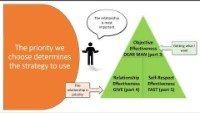 The priority we
choose determines
the strategy to use
The relationship
is most
important
Objective
Effectiveness
DEAR MAN (part 3)
Getting what I
want
Relationship
Effectiveness
GIVE (part 4)
Self-Respect
Effectiveness
FAST (part 5)
The relationship is